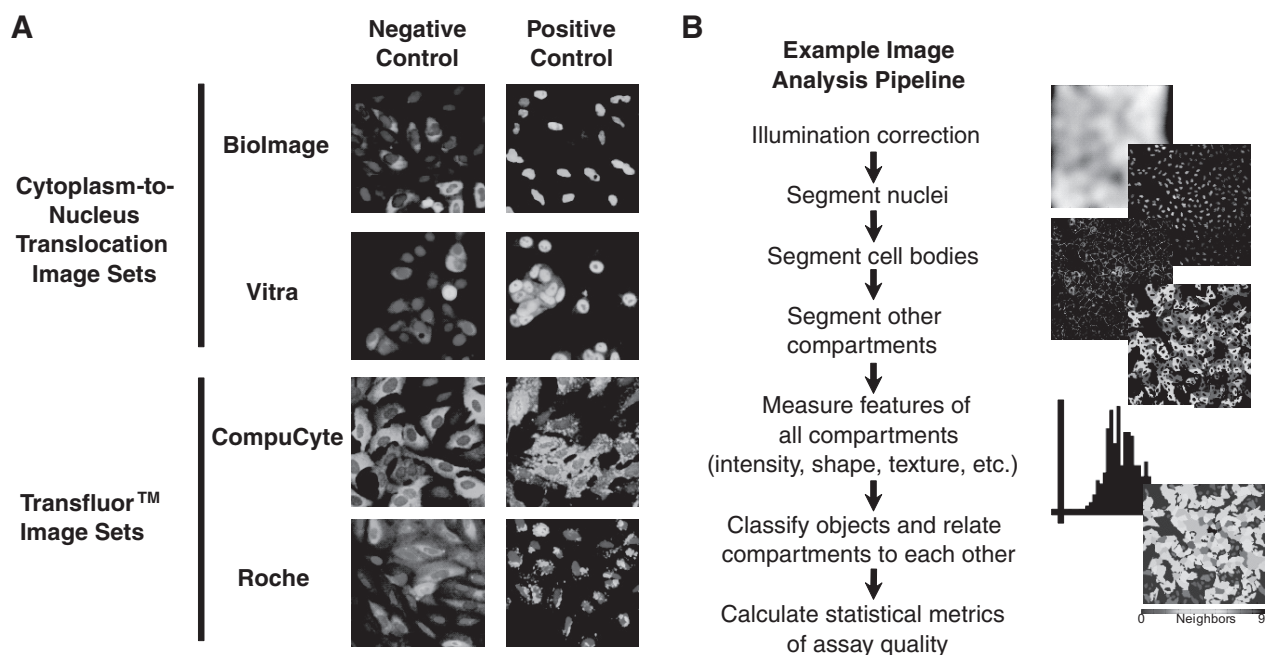 A
Negative
Control
Positive
Control
Cytoplasm-to-
Nucleus
Translocation
Image Sets
BioImage
Vitra
Transfluor™
Image Sets
CompuCyte
Roche
B
Example Image
Analysis Pipeline
Illumination correction
Segment nuclei
Segment cell bodies
Segment other
compartments
Measure features of
all compartments
(intensity, shape, texture, etc.)
Classify objects and relate
compartments to each other
Calculate statistical metrics
of assay quality
0 Neighbors 9